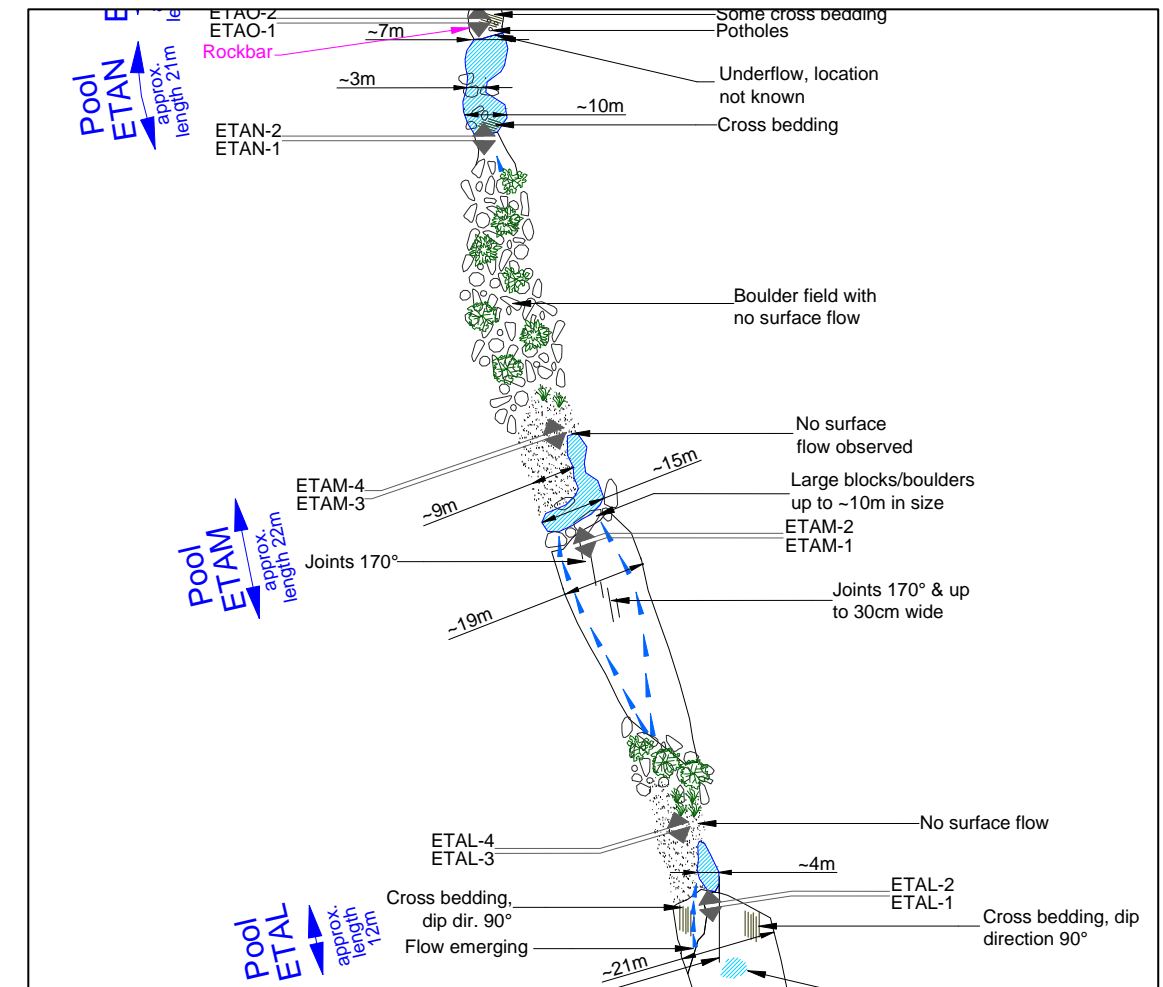 ETAO-2
ETAO-1
Rockbar
~7m
Some cross bedding
Potholes
Underflow, location
not known
~3m
~10m
Cross bedding
Pool
ETAN
approx.
length 21m
ETAN-2
ETAN-1
Boulder field with
no surface flow
No surface
flow observed
~15m
Large blocks/boulders
up to ~10m in size
ETAM-4
ETAM-3
~9m
ETAM-2
ETAM-1
Pool
ETAM
approx.
length 22m
Joints 170°
Joints 170° & up
to 30cm wide
~19m
No surface flow
ETAL-4
ETAL-3
~4m
ETAL-2
ETAL-1
Cross bedding,
dip dir. 90°
Flow emerging
Cross bedding, dip
direction 90°
Pool
ETAL
approx.
length
12m
~21m